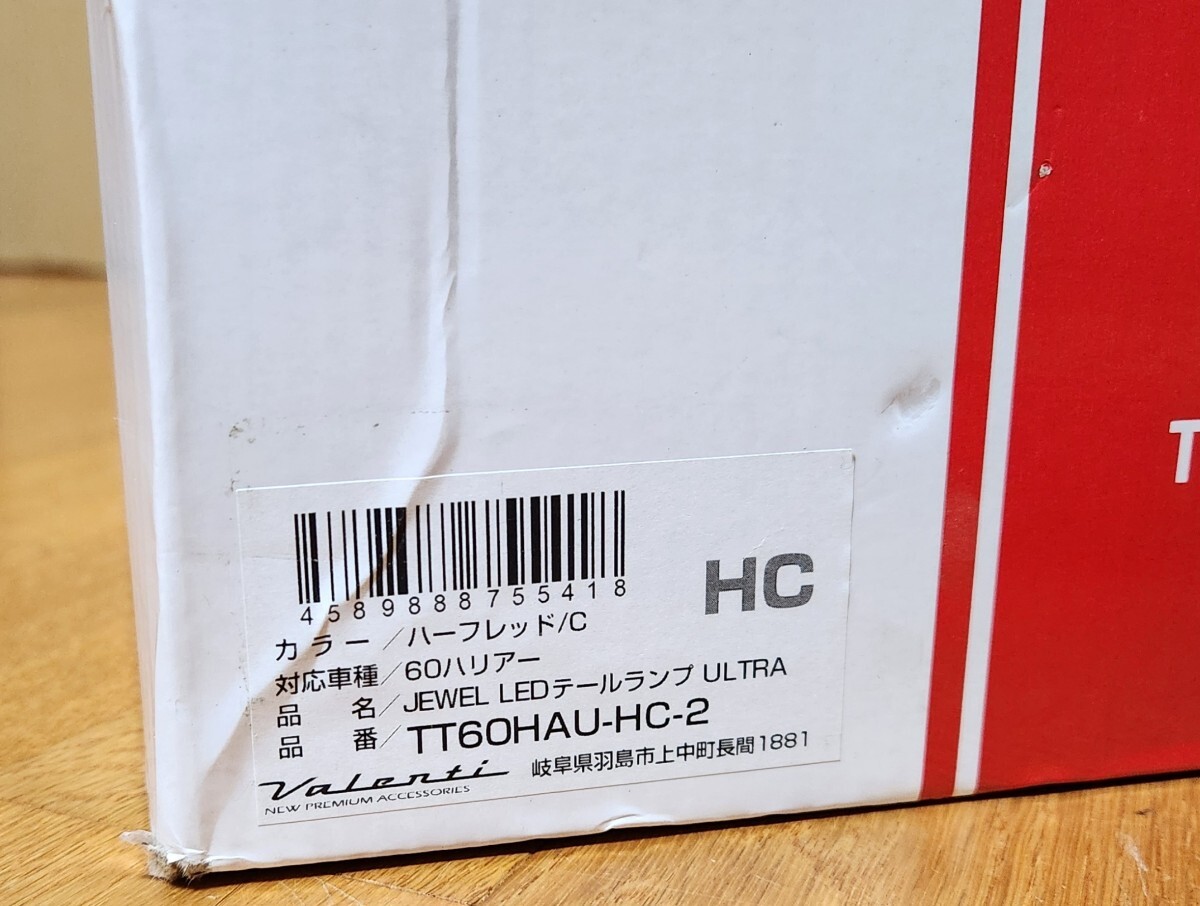 4589888755418
HC
カラー/ハーフレッド/C
対応車種/60ハリアー
品名/JEWEL LEDテールランプ ULTRA
品番/TT60HAU-HC-2
Valenti 岐阜県羽島市上中町長間1881
NEW PREMIUM ACCESSORIES
T